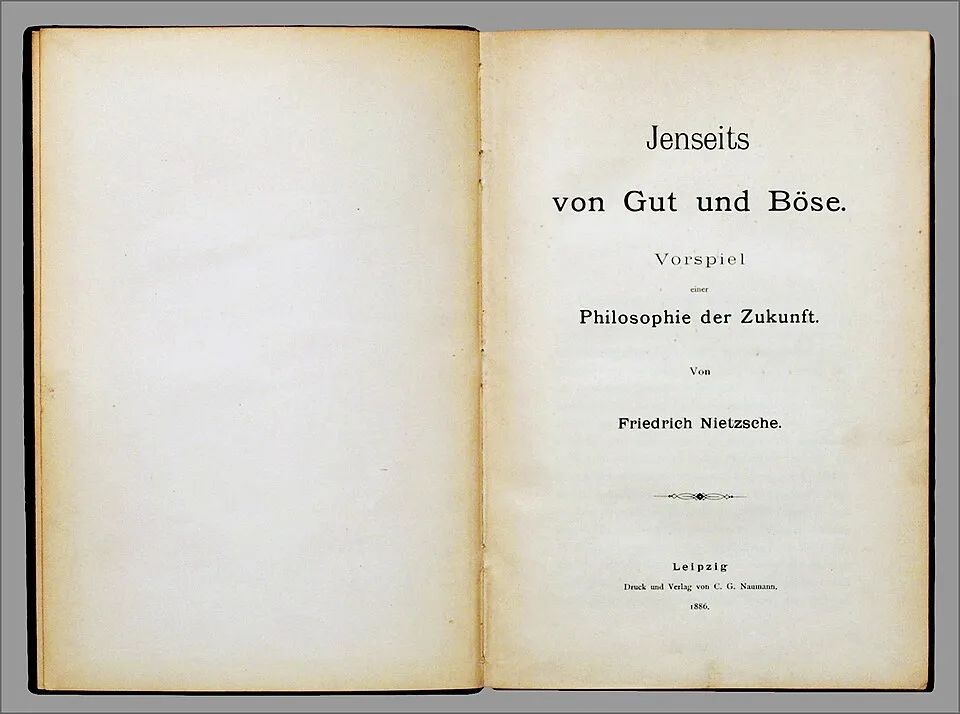 Jenseits
von Gut und Böse.
Vorspiel
einer
Philosophie der Zukunft.
Von
Friedrich Nietzsche.
Leipzig
Druck und Verlag von C. G. Naumann.
1886.